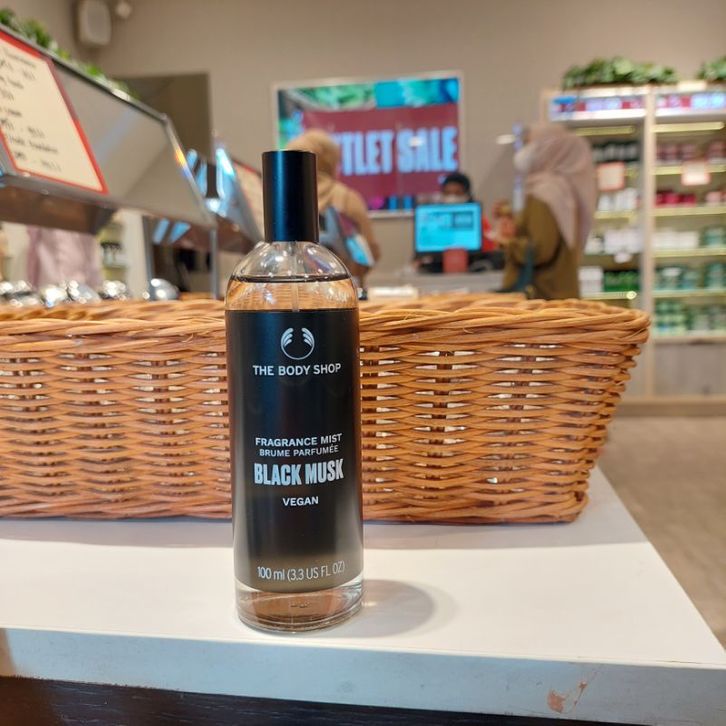 TLET SALE
THE BODY SHOP
FRAGRANCE MIST
BRUME PARFUMÉE
BLACK MUSK
VEGAN
100 ml (3.3 US FL OZ)